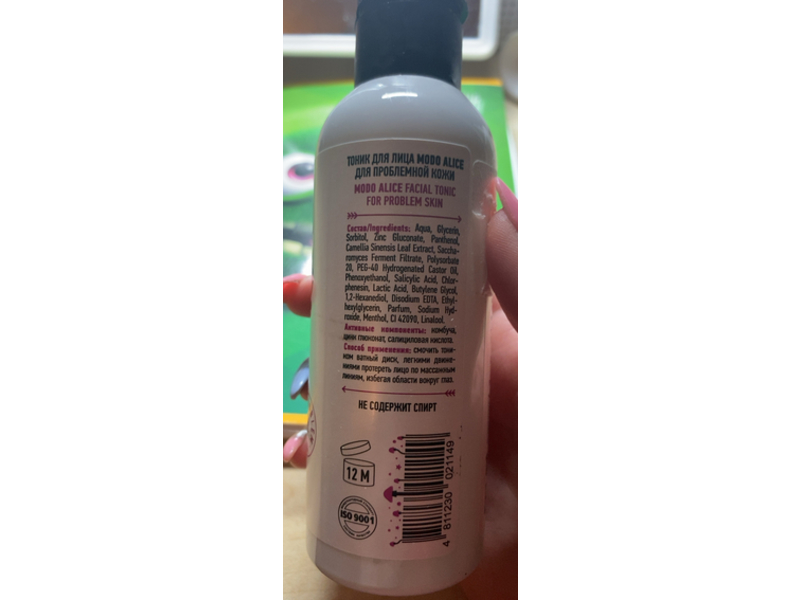 ТОНИК ДЛЯ ЛИЦА MODO ALICE
ДЛЯ ПРОБЛЕМНОЙ КОЖИ
MODO ALICE FACIAL TONIC
FOR PROBLEM SKIN
Состав/Ingredients: Aqua, Glycerin,
Sorbitol, Zinc Gluconate, Panthenol,
Camellia Sinensis Leaf Extract, Saccha-
romyces Ferment Filtrate, Polysorbate
20, PEG-40 Hydrogenated Castor Oil,
Phenoxyethanol, Salicylic Acid, Chlor-
phenesin, Lactic Acid, Butylene Glycol,
1,2-Hexanediol, Disodium EDTA, Ethyl-
hexylglycerin, Parfum, Sodium Hyd-
roxide, Menthol, CI 42090, Linalool.
Активные компоненты: комбуча,
цинк глюконат, салициловая кислота.
Способ применения: смочить тони-
ком ватный диск, легкими движе-
ниями протереть лицо по массажным
линиям, избегая области вокруг глаз.
НЕ СОДЕРЖИТ СПИРТ
12 M
ISO 9001
4 811230 021149